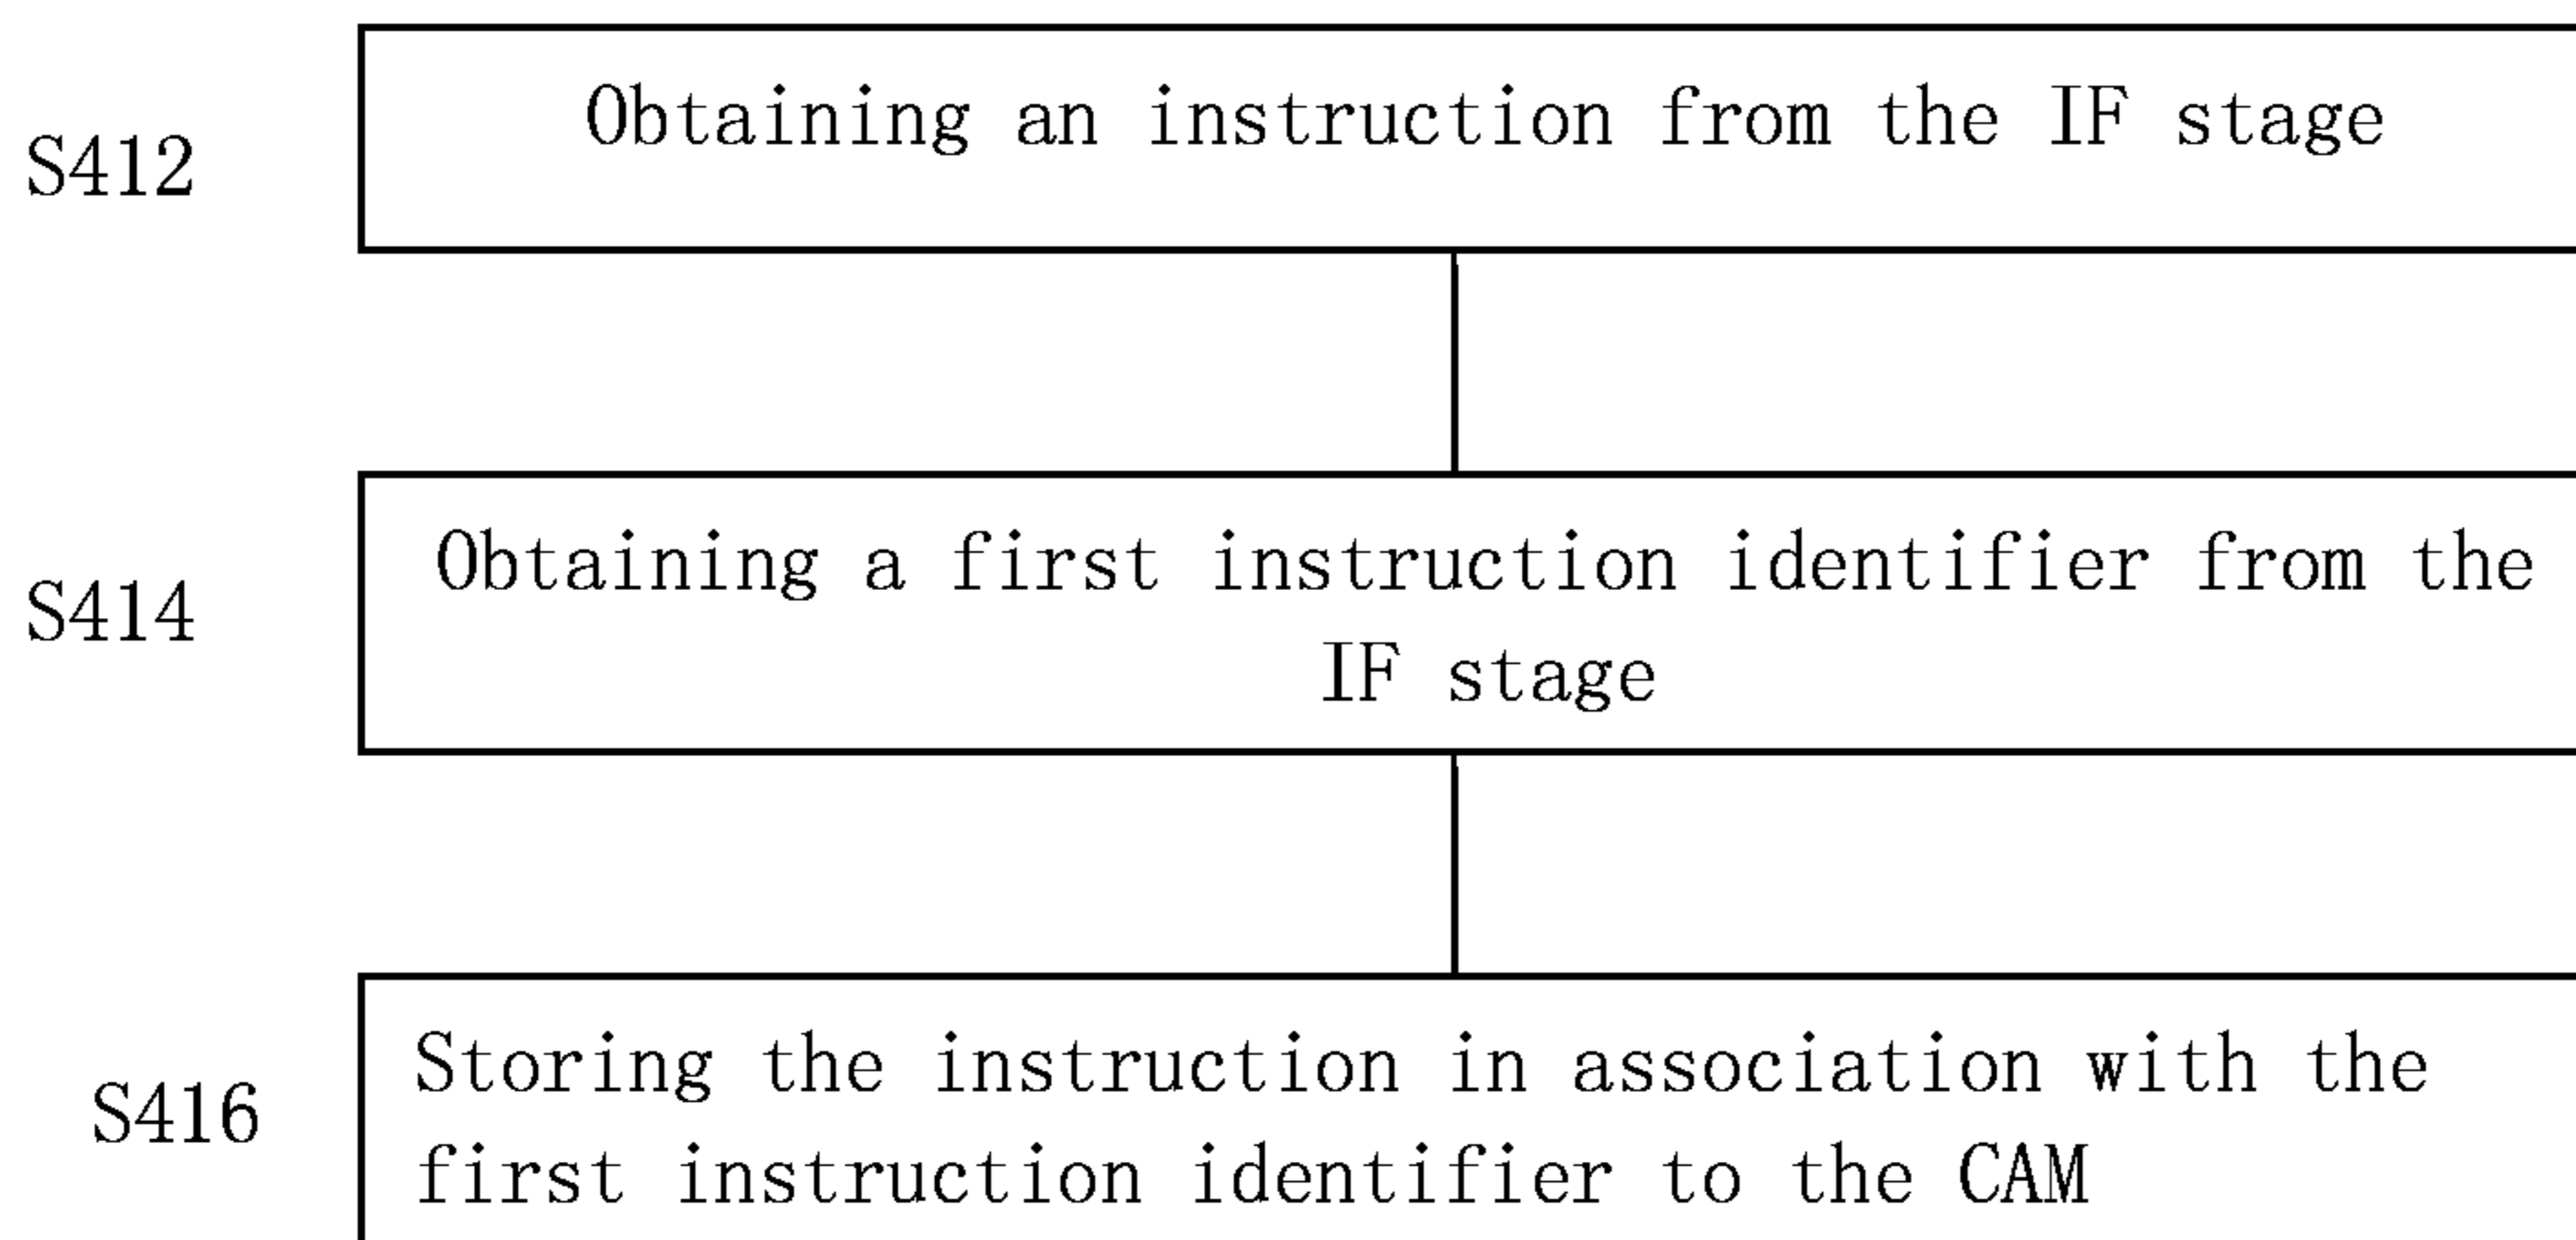 S412
Obtaining an instruction from the IF stage
S414
Obtaining a first instruction identifier from the
IF stage
S416
Storing the instruction in association with the
first instruction identifier to the CAM